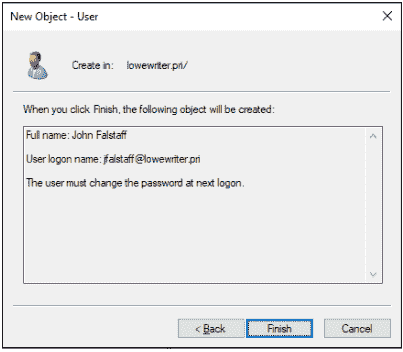 New Object - User
Create in: lowewriter.pri/
When you click Finish, the following object will be created:
Full name: John Falstaff
User logon name: jfalstaff@lowewriter.pri
The user must change the password at next logon.
< Back Finish Cancel